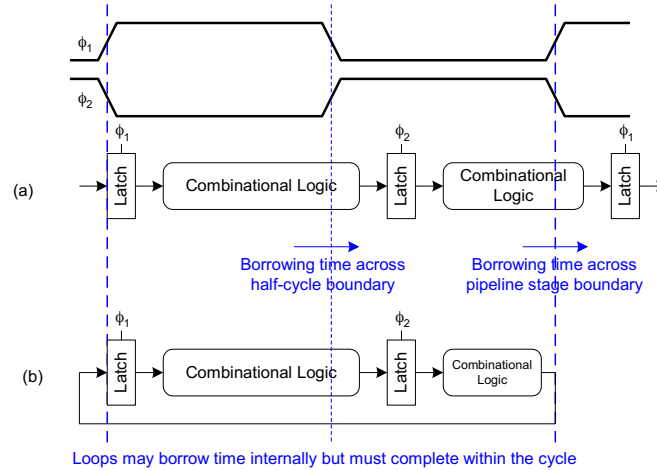 ϕ1
ϕ2
ϕ1
ϕ2
ϕ1
(a)
Latch
Combinational Logic
Latch
Combinational
Logic
Latch
Borrowing time across
half-cycle boundary
Borrowing time across
pipeline stage boundary
ϕ1
ϕ2
(b)
Latch
Combinational Logic
Latch
Combinational
Logic
Loops may borrow time internally but must complete within the cycle